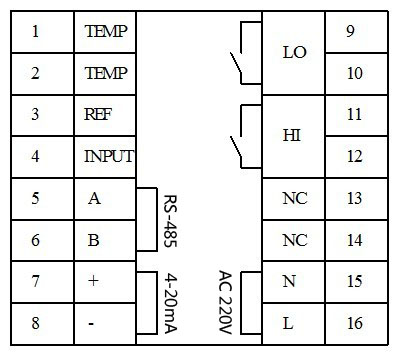 1 TEMP LO 9
2 TEMP 10
3 REF HI 11
4 INPUT 12
5 A RS-485 NC 13
6 B NC 14
7 + 4-20mA AC 220V N 15
8 - L 16